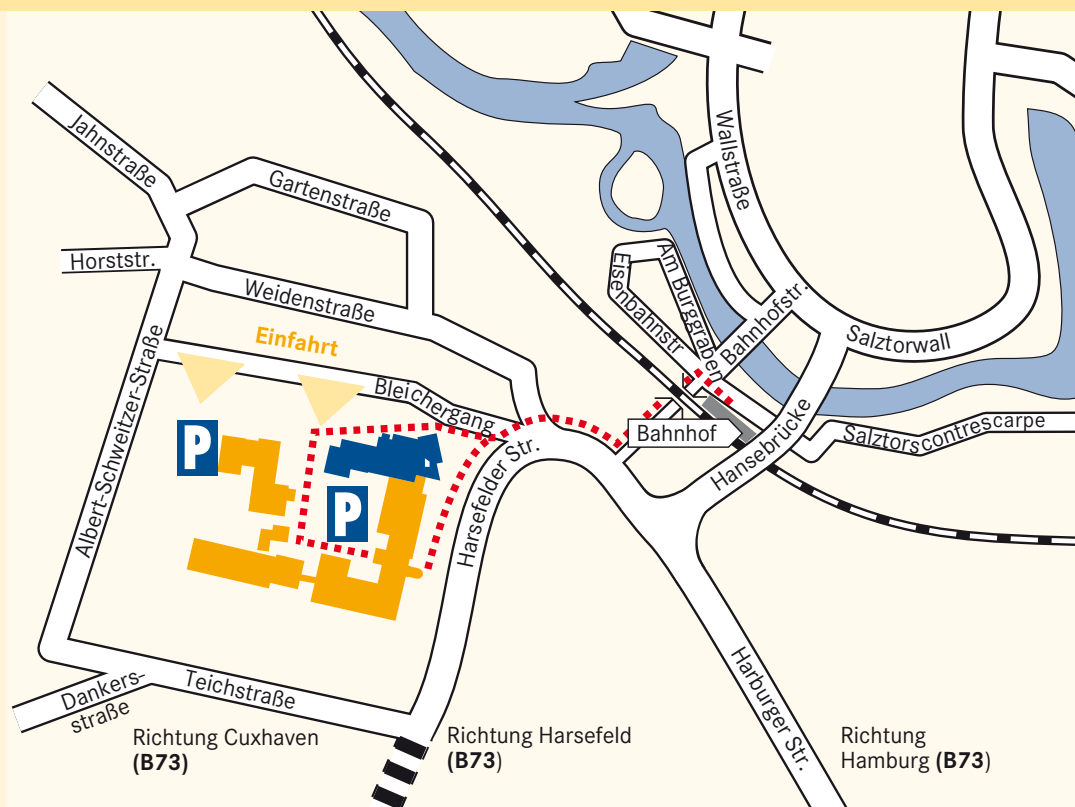 Jahnstraße
Gartenstraße
Horststr.
Weidenstraße
Einfahrt
Bleichergang
Albert-Schweitzer-Straße
P
P
Harsefelder Str.
Wallstraße
Am Burggraben
Eisenbahnstr
Bahnhofstr.
Salztorwall
Bahnhof
Hansebrücke
Salztorscontrescarpe
Dankers-
straße
Teichstraße
Harburger Str.
Richtung Cuxhaven
(B73)
Richtung Harsefeld
(B73)
Richtung
Hamburg (B73)